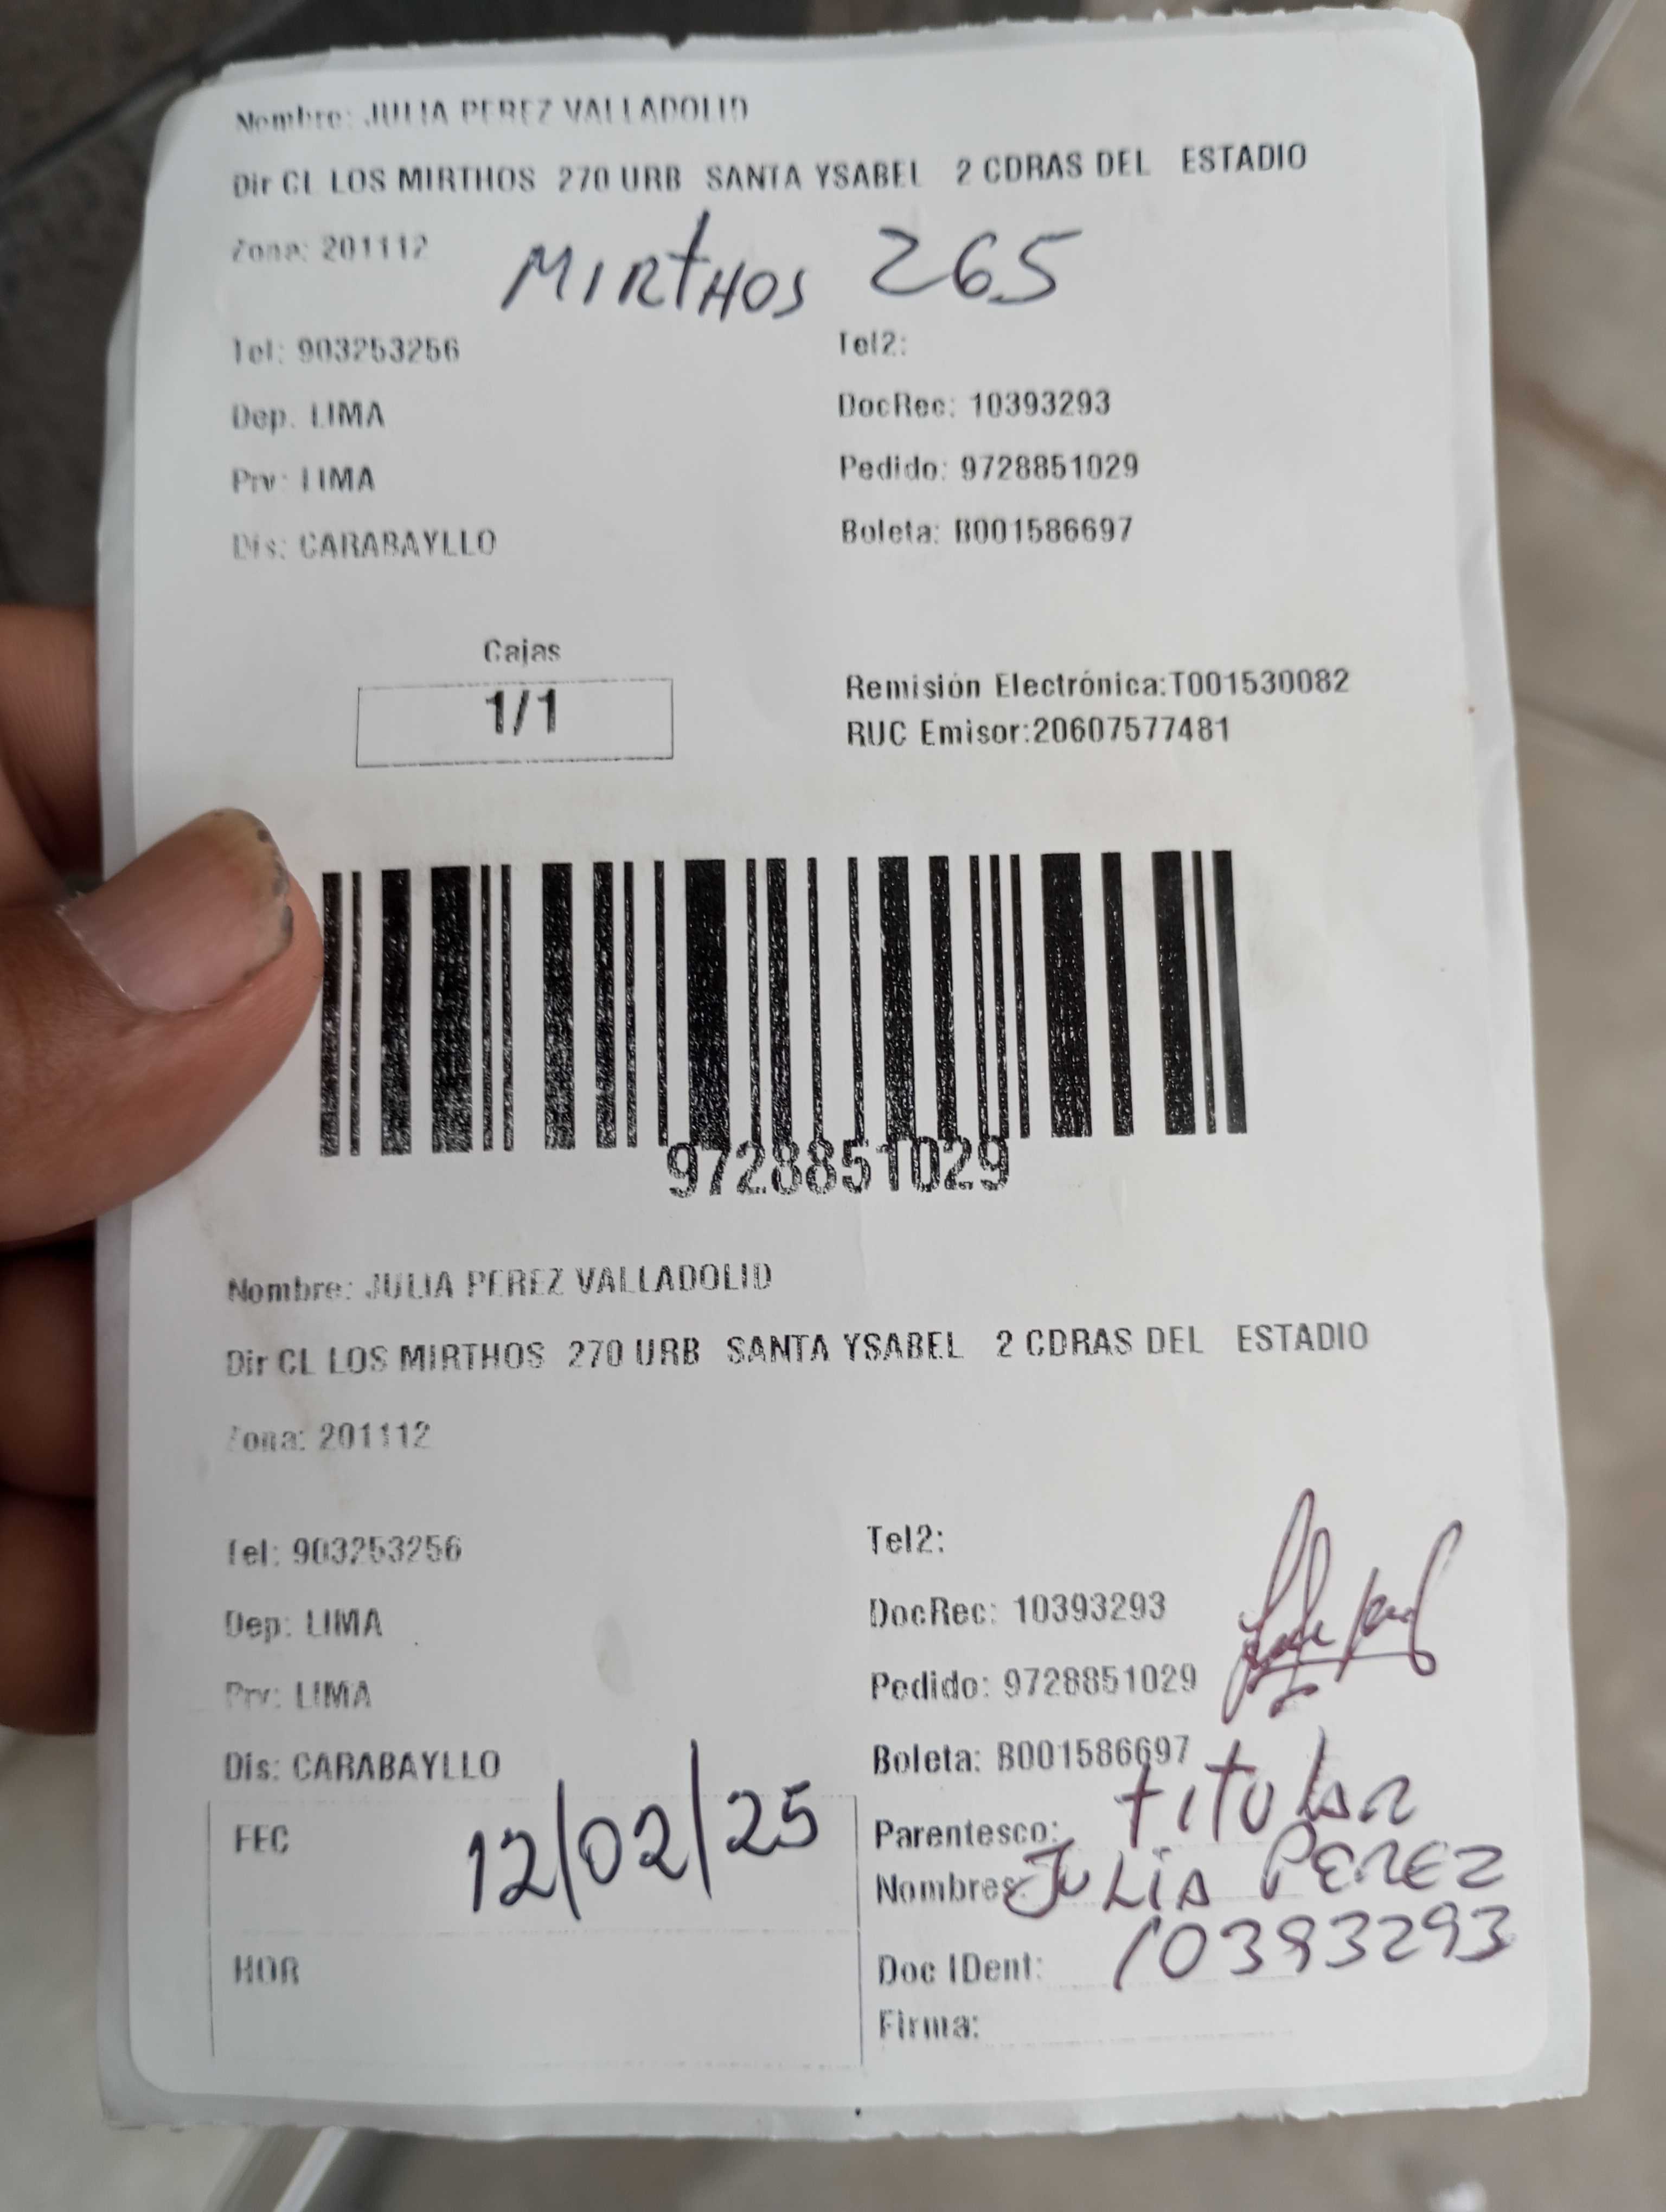 Nombre: JULIA PEREZ VALLADOLID
Dir CL LOS MIRTHOS 270 URB SANTA YSABEL 2 CDRAS DEL ESTADIO
Zona: 201112
MIRTHOS 265
Tel: 903253256 Tel2:
Dep. LIMA DocRec: 10393293
Prv: LIMA Pedido: 9728851029
Dis: CARABAYLLO Boleta: B001586697
Cajas
1/1
Remisión Electrónica:T001530082
RUC Emisor:20607577481
9728851029
Nombre: JULIA PEREZ VALLADOLID
Dir CL LOS MIRTHOS 270 URB SANTA YSABEL 2 CDRAS DEL ESTADIO
Zona: 201112
Tel: 903253256 Tel2:
Dep: LIMA DocRec: 10393293
Prv: LIMA Pedido: 9728851029
Dis: CARABAYLLO Boleta: B001586697
FEC 12/02/25
HOR
Parentesco: titular
Nombres: JULIA PEREZ
Doc IDent: 10393293
Firma: